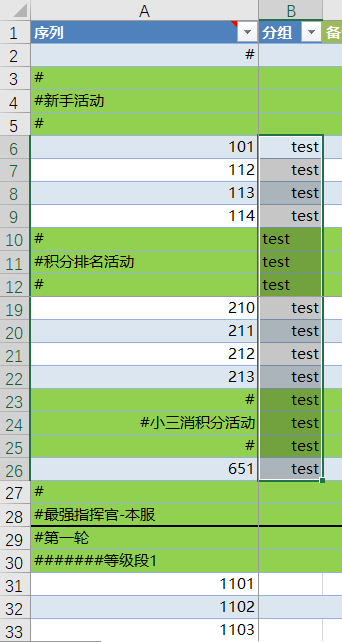 A B
1 序列 分组 备
2 #
3 #
4 #新手活动
5 #
6 101 test
7 112 test
8 113 test
9 114 test
10 # test
11 #积分排名活动 test
12 # test
19 210 test
20 211 test
21 212 test
22 213 test
23 # test
24 #小三消积分活动 test
25 # test
26 651 test
27 #
28 #最强指挥官-本服
29 #第一轮
30 #######等级段1
31 1101
32 1102
33 1103